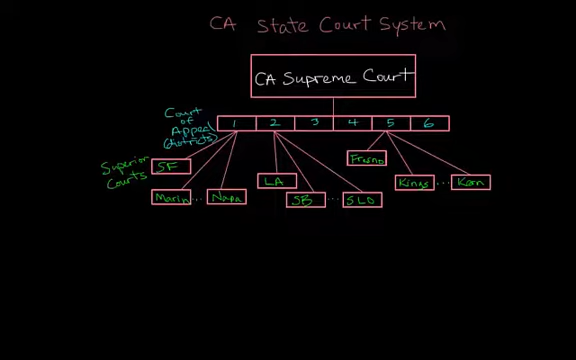 CA State Court System
CA Supreme Court
Court
of
Appeal
(districts)
1 2 3 4 5 6
Superior
Courts
SF
Marin ... Napa
LA
SB ... SLO
Fresno
Kings ... Kern